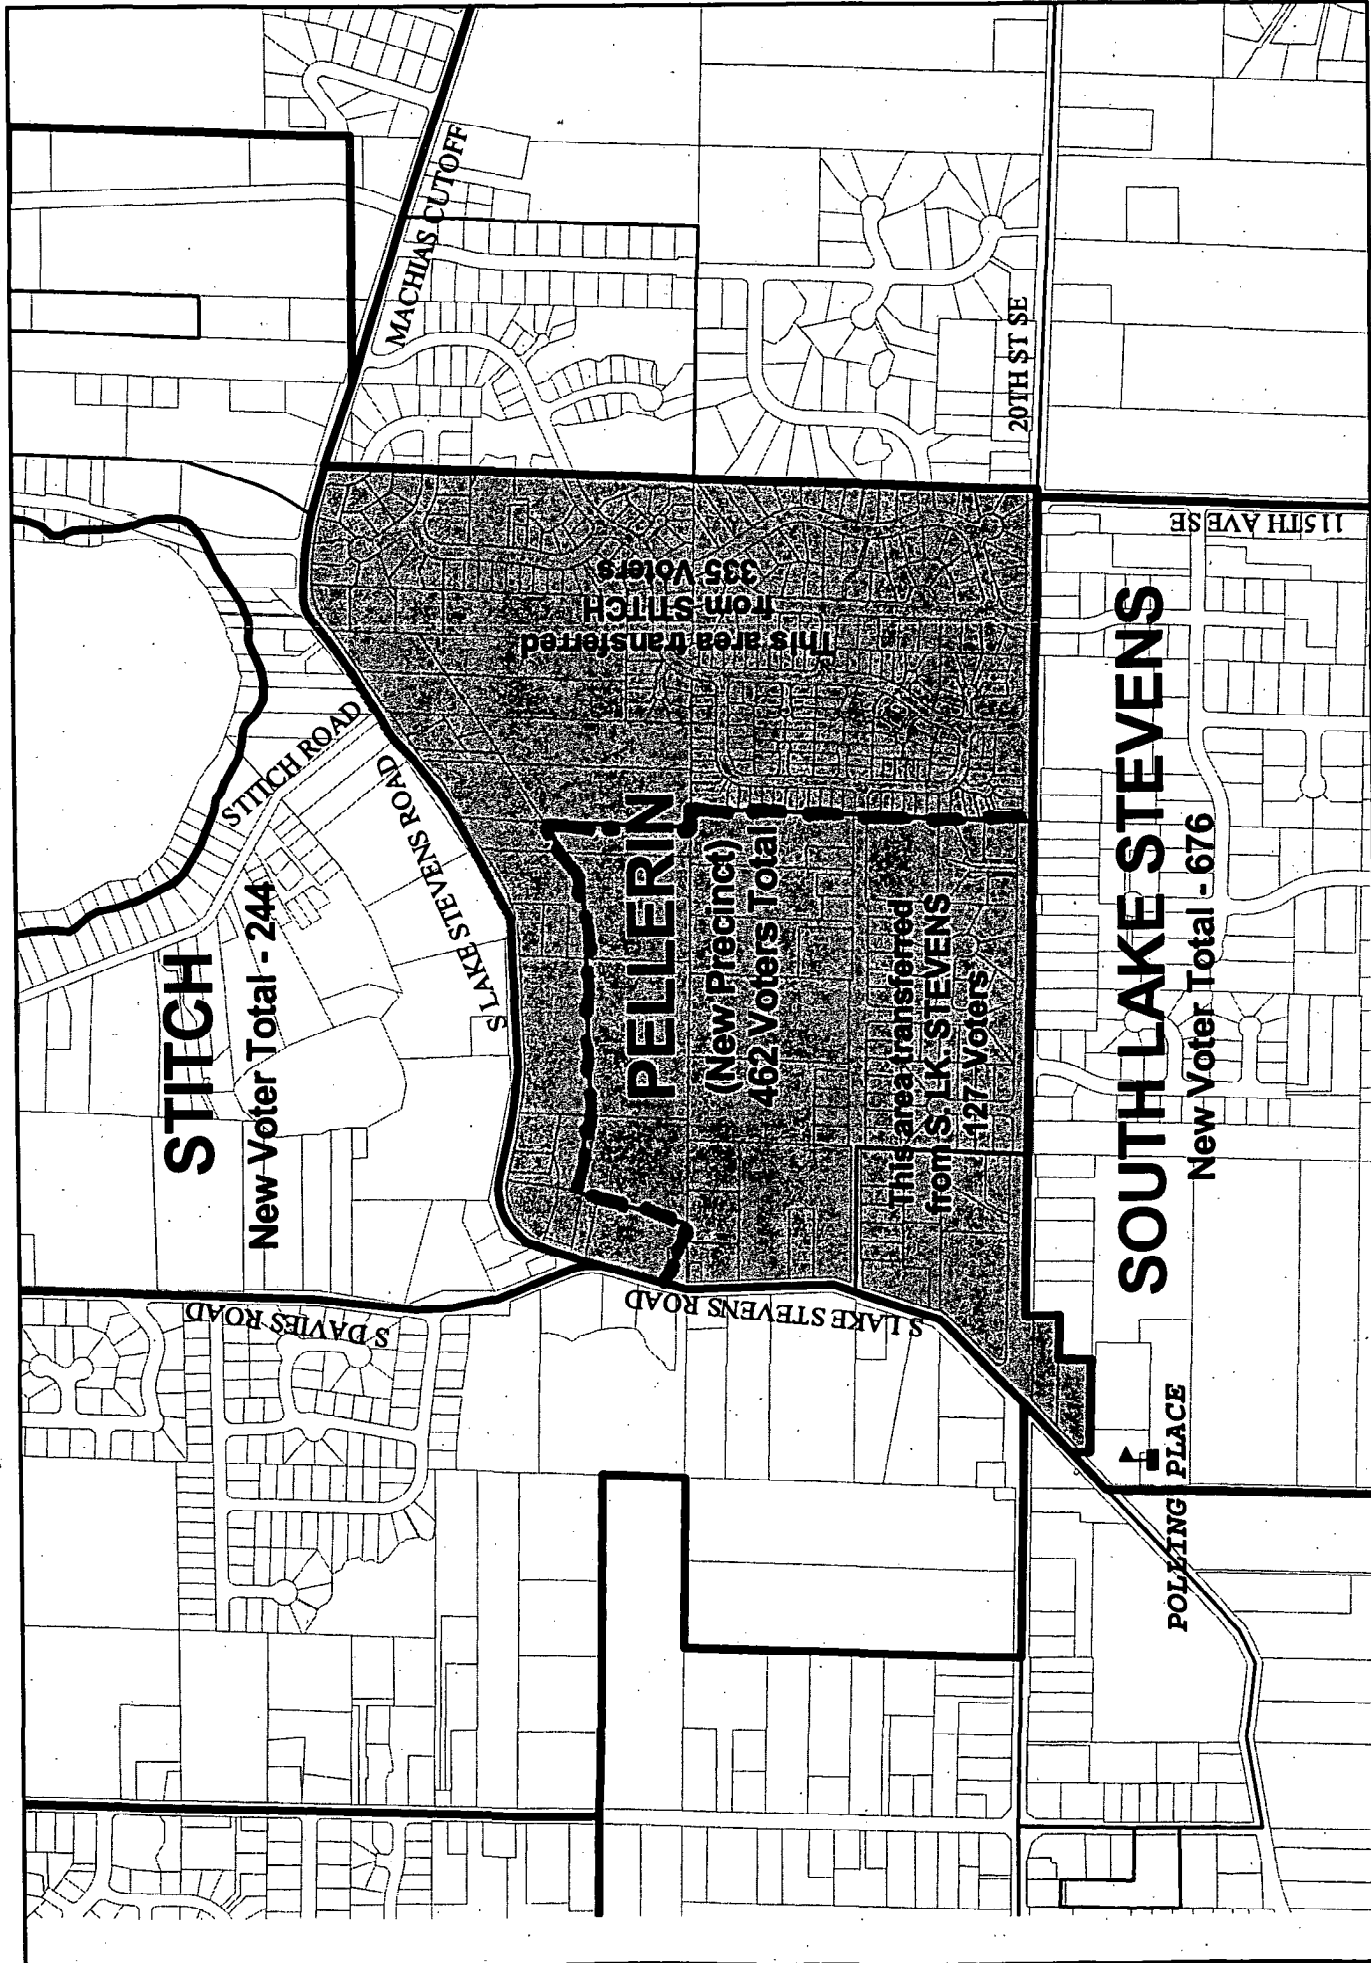 STITCH
New Voter Total - 244
STITCH ROAD
S LAKE STEVENS ROAD
MACHIAS CUTOFF
S DAVIES ROAD
S LAKE STEVENS ROAD
PELLERIN
(New Precinct)
462 Voters Total
This area transferred
from STITCH
335 Voters
This area transferred
from S. LK. STEVENS
127 Voters
20TH ST SE
115TH AVE SE
SOUTH LAKE STEVENS
New Voter Total - 676
POLLING PLACE